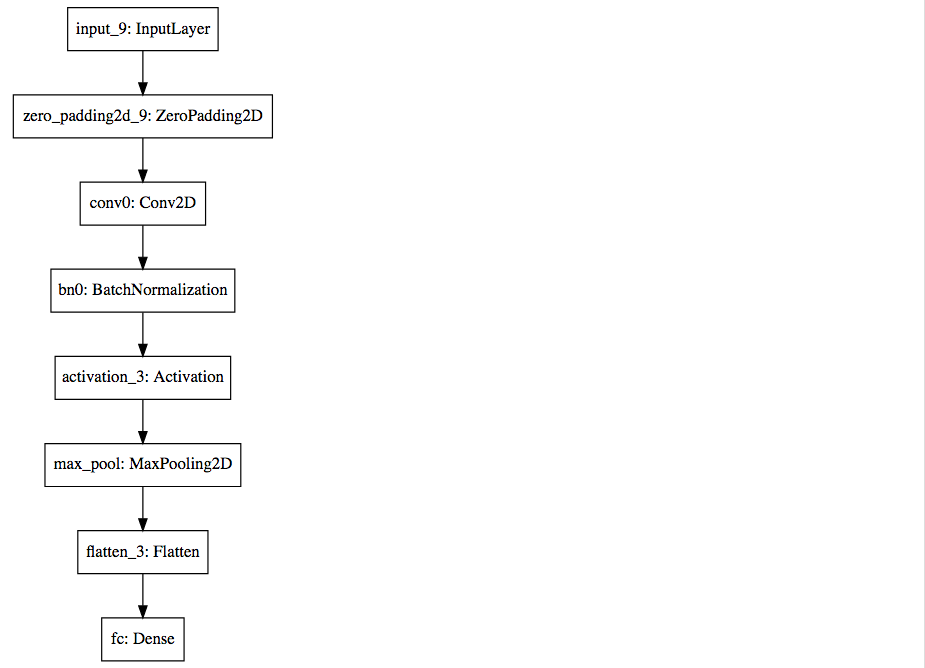 input_9: InputLayer
zero_padding2d_9: ZeroPadding2D
conv0: Conv2D
bn0: BatchNormalization
activation_3: Activation
max_pool: MaxPooling2D
flatten_3: Flatten
fc: Dense